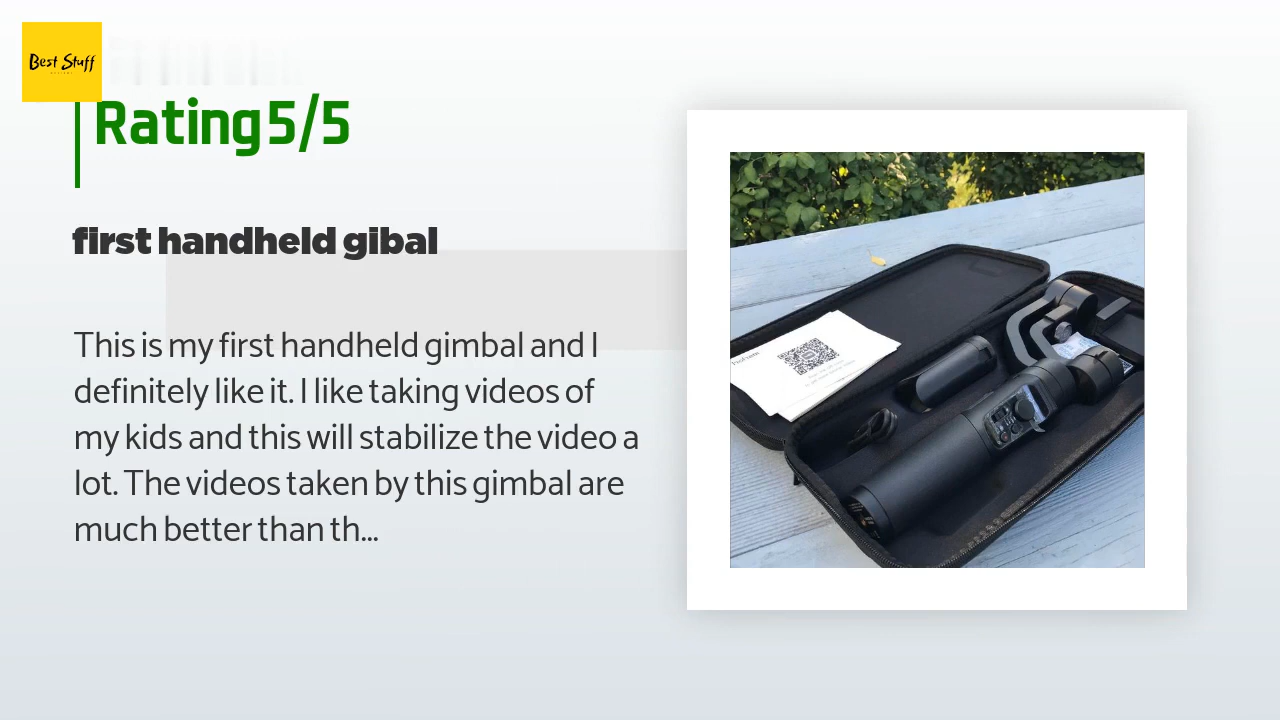 Best Stuff
Rating 5/5
first handheld gibal
This is my first handheld gimbal and I
definitely like it. I like taking videos of
my kids and this will stabilize the video a
lot. The videos taken by this gimbal are
much better than th...